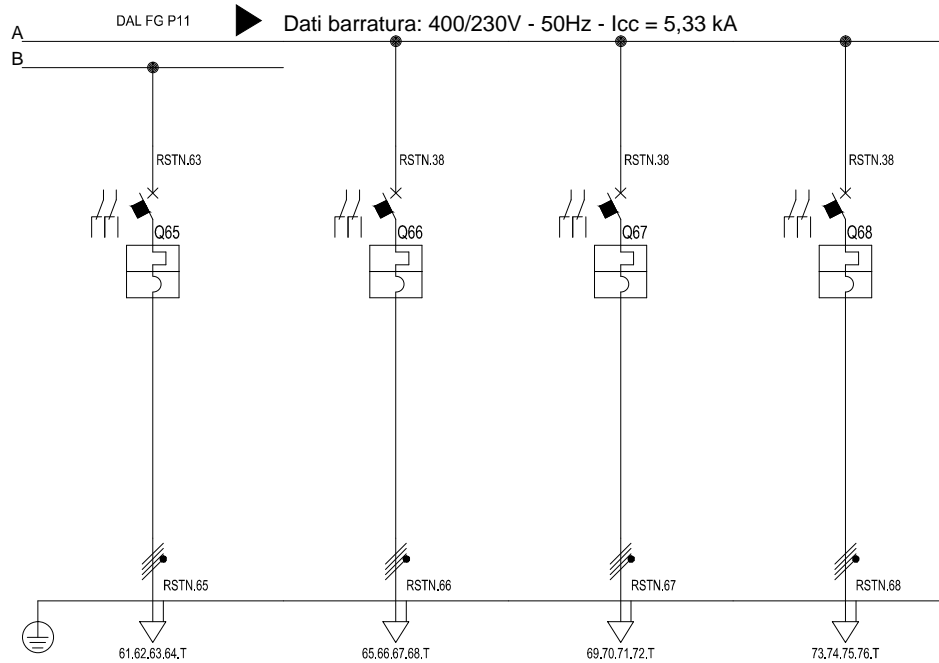 DAL FG P11
Dati barratura: 400/230V - 50Hz - Icc = 5,33 kA
A
B
RSTN.63
RSTN.38
RSTN.38
RSTN.38
Q65
Q66
Q67
Q68
RSTN.65
RSTN.66
RSTN.67
RSTN.68
61.62.63.64.T
65.66.67.68.T
69.70.71.72.T
73.74.75.76.T